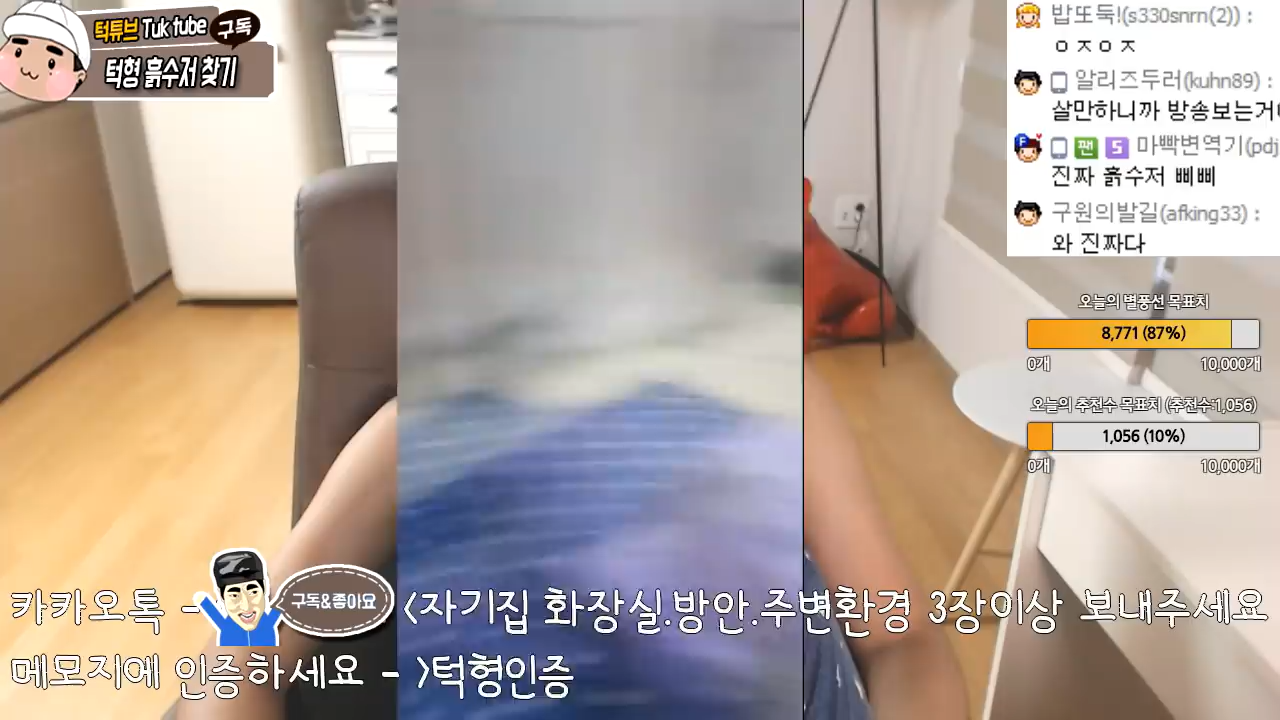 턱튜브 Tuk tube 구독
턱형 흙수저 찾기
밥또둑!(s330snrn(2)) :
ㅇㅈㅇㅈ
알리즈두러(kuhn89) :
살만하니까 방송보는거
팬 S 마빡변역기(pdj
진짜 흙수저 삐삐
구원의발길(afking33) :
와 진짜다
오늘의 별풍선 목표치
8,771 (87%)
0개 10,000개
오늘의 추천수 목표치 (추천수:1,056)
1,056 (10%)
0개 10,000개
구독&좋아요
카카오톡 - <자기집 화장실.방안.주변환경 3장이상 보내주세요
메모지에 인증하세요 - >턱형인증